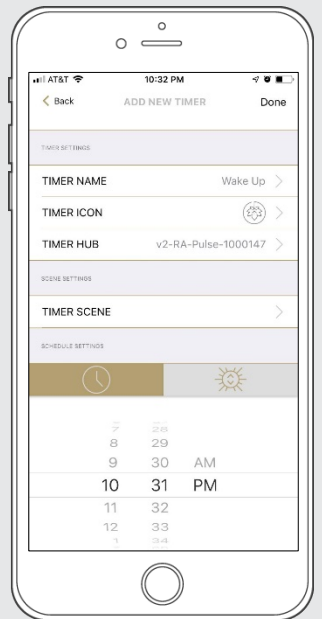 AT&T 10:32 PM
Back ADD NEW TIMER Done
TIMER SETTINGS
TIMER NAME Wake Up
TIMER ICON
TIMER HUB v2-RA-Pulse-1000147
SCENE SETTINGS
TIMER SCENE
SCHEDULE SETTINGS
7 28
8 29
9 30 AM
10 31 PM
11 32
12 33
1 34